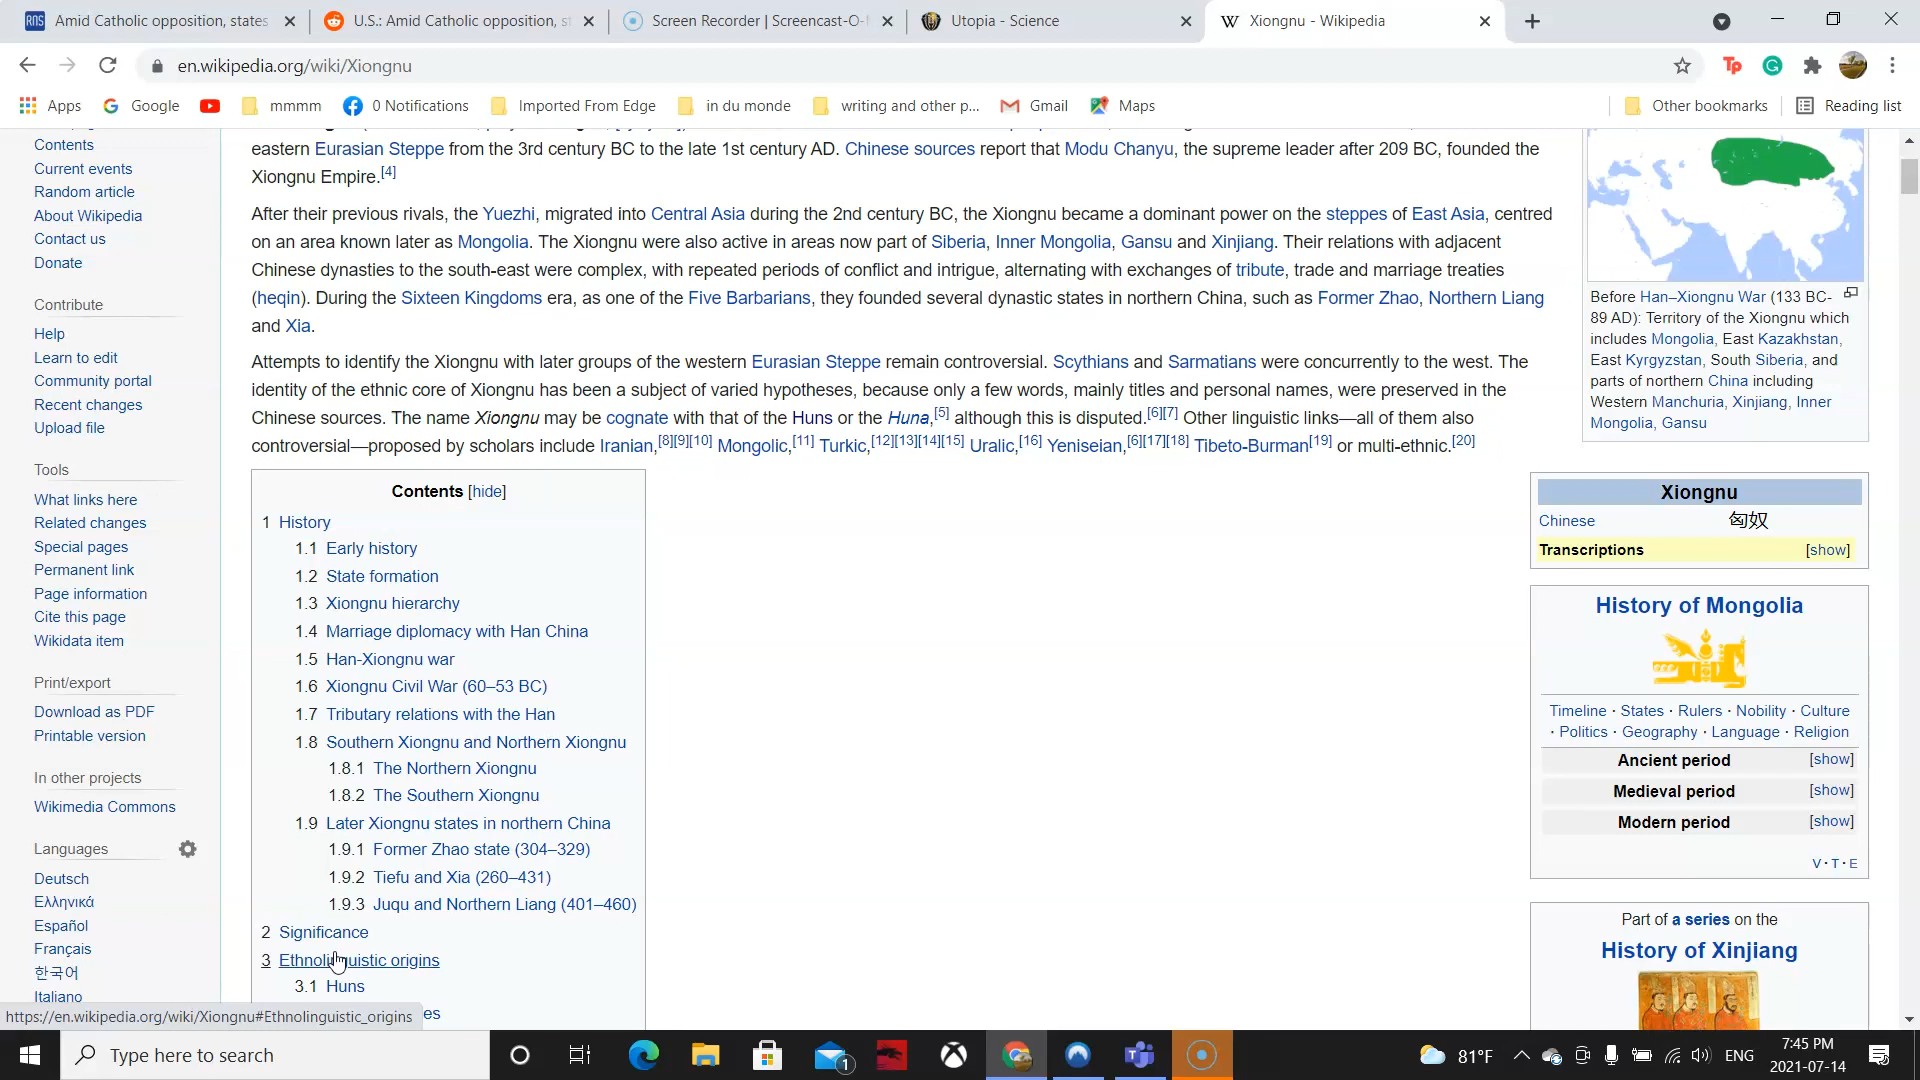 Amid Catholic opposition, states
U.S.: Amid Catholic opposition, s
Screen Recorder | Screencast-O-
Utopia - Science
Xiongnu - Wikipedia
en.wikipedia.org/wiki/Xiongnu
Apps
Google
mmmm
0 Notifications
Imported From Edge
in du monde
writing and other p...
Gmail
Maps
Other bookmarks
Reading list
Contents
Current events
Random article
About Wikipedia
Contact us
Donate
Contribute
Help
Learn to edit
Community portal
Recent changes
Upload file
Tools
What links here
Related changes
Special pages
Permanent link
Page information
Cite this page
Wikidata item
Print/export
Download as PDF
Printable version
In other projects
Wikimedia Commons
Languages
Deutsch
Ελληνικά
Español
Français
한국어
Italiano
eastern Eurasian Steppe from the 3rd century BC to the late 1st century AD. Chinese sources report that Modu Chanyu, the supreme leader after 209 BC, founded the
Xiongnu Empire.[4]
After their previous rivals, the Yuezhi, migrated into Central Asia during the 2nd century BC, the Xiongnu became a dominant power on the steppes of East Asia, centred
on an area known later as Mongolia. The Xiongnu were also active in areas now part of Siberia, Inner Mongolia, Gansu and Xinjiang. Their relations with adjacent
Chinese dynasties to the south-east were complex, with repeated periods of conflict and intrigue, alternating with exchanges of tribute, trade and marriage treaties
(heqin). During the Sixteen Kingdoms era, as one of the Five Barbarians, they founded several dynastic states in northern China, such as Former Zhao, Northern Liang
and Xia.
Attempts to identify the Xiongnu with later groups of the western Eurasian Steppe remain controversial. Scythians and Sarmatians were concurrently to the west. The
identity of the ethnic core of Xiongnu has been a subject of varied hypotheses, because only a few words, mainly titles and personal names, were preserved in the
Chinese sources. The name Xiongnu may be cognate with that of the Huns or the Huna,[5] although this is disputed.[6][7] Other linguistic links—all of them also
controversial—proposed by scholars include Iranian,[8][9][10] Mongolic,[11] Turkic,[12][13][14][15] Uralic,[16] Yeniseian,[6][17][18] Tibeto-Burman[19] or multi-ethnic.[20]
Contents [hide]
1 History
1.1 Early history
1.2 State formation
1.3 Xiongnu hierarchy
1.4 Marriage diplomacy with Han China
1.5 Han-Xiongnu war
1.6 Xiongnu Civil War (60–53 BC)
1.7 Tributary relations with the Han
1.8 Southern Xiongnu and Northern Xiongnu
1.8.1 The Northern Xiongnu
1.8.2 The Southern Xiongnu
1.9 Later Xiongnu states in northern China
1.9.1 Former Zhao state (304–329)
1.9.2 Tiefu and Xia (260–431)
1.9.3 Juqu and Northern Liang (401–460)
2 Significance
3 Ethnolinguistic origins
3.1 Huns
es
https://en.wikipedia.org/wiki/Xiongnu#Ethnolinguistic_origins
Before Han–Xiongnu War (133 BC-
89 AD): Territory of the Xiongnu which
includes Mongolia, East Kazakhstan,
East Kyrgyzstan, South Siberia, and
parts of northern China including
Western Manchuria, Xinjiang, Inner
Mongolia, Gansu
Xiongnu
Chinese 匈奴
Transcriptions [show]
History of Mongolia
Timeline · States · Rulers · Nobility · Culture
· Politics · Geography · Language · Religion
Ancient period [show]
Medieval period [show]
Modern period [show]
V · T · E
Part of a series on the
History of Xinjiang
Type here to search
1
81°F
ENG
7:45 PM
2021-07-14